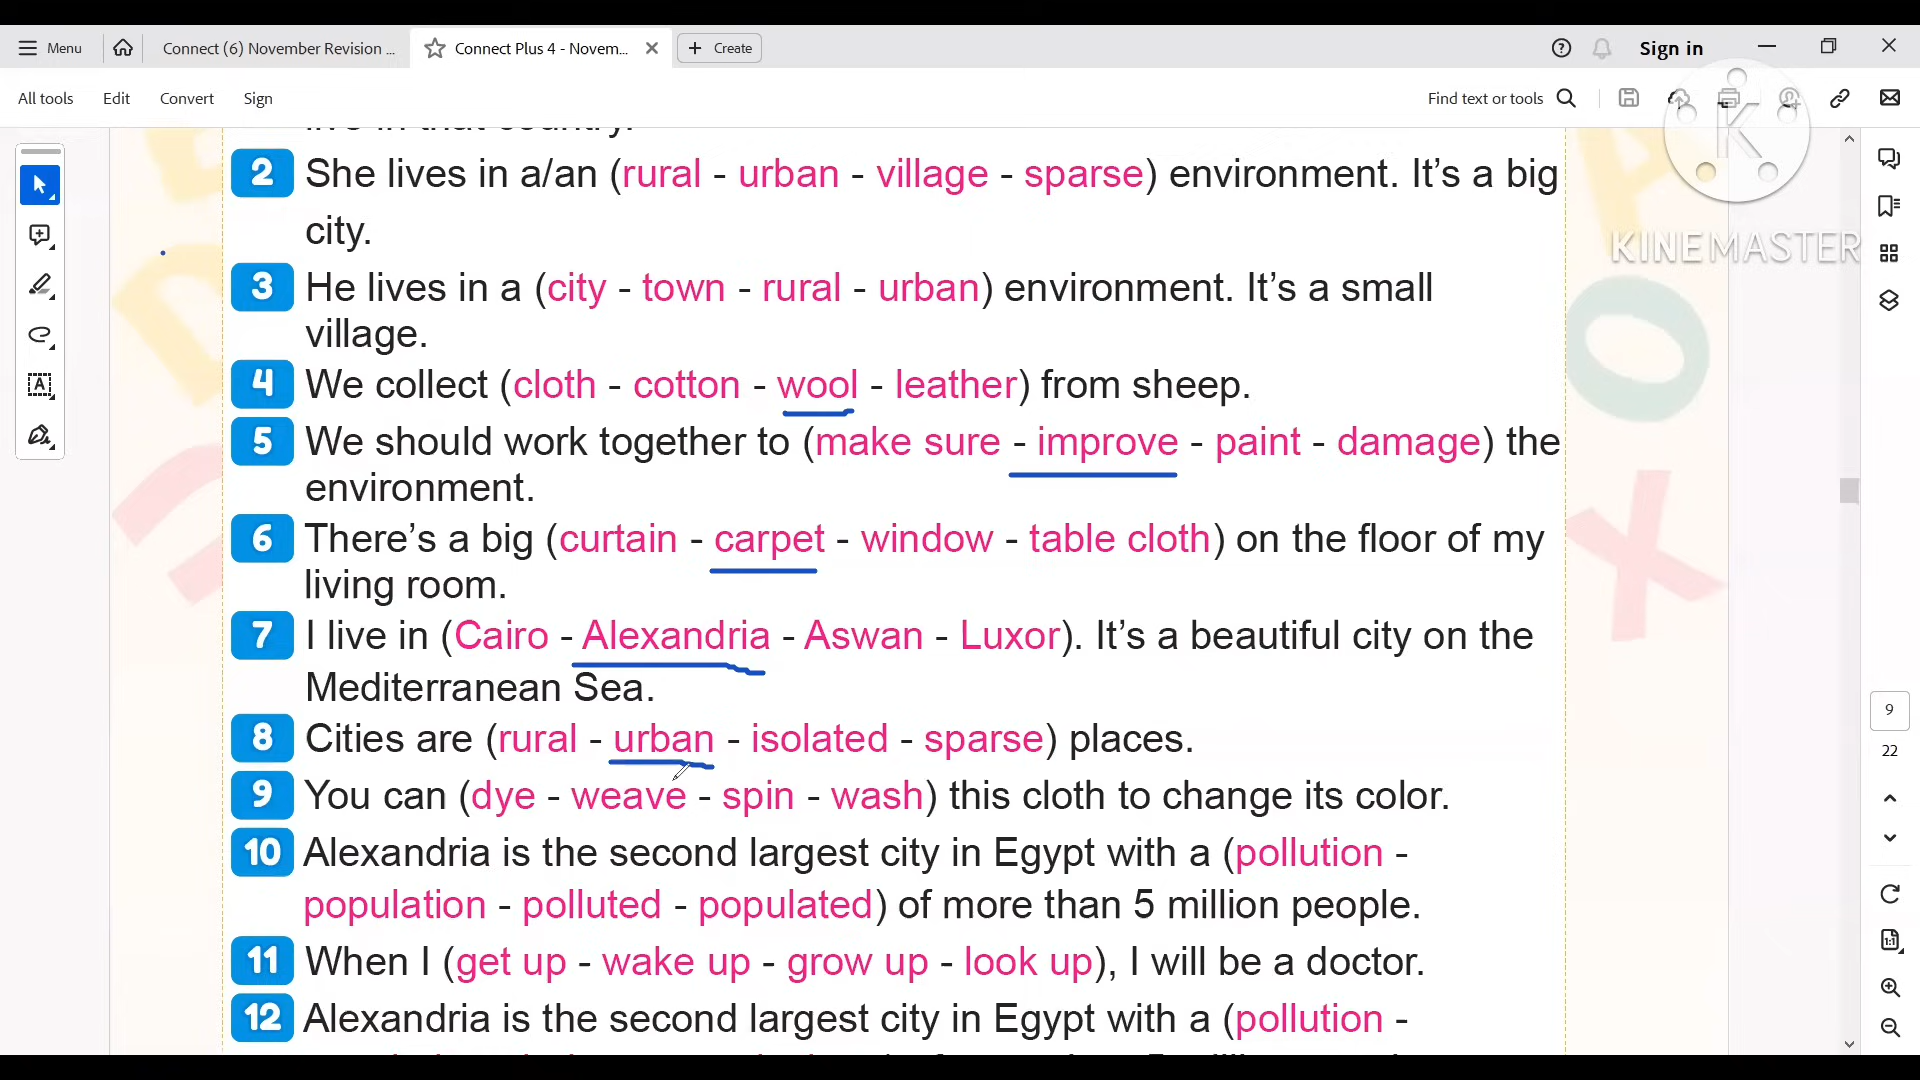 Menu
Connect (6) November Revision ...
Connect Plus 4 - Novem...
Create
Sign in
All tools
Edit
Convert
Sign
Find text or tools
K
KINEMASTER
live in that country.
2 She lives in a/an (rural - urban - village - sparse) environment. It's a big
city.
3 He lives in a (city - town - rural - urban) environment. It's a small
village.
4 We collect (cloth - cotton - wool - leather) from sheep.
5 We should work together to (make sure - improve - paint - damage) the
environment.
6 There's a big (curtain - carpet - window - table cloth) on the floor of my
living room.
7 I live in (Cairo - Alexandria - Aswan - Luxor). It's a beautiful city on the
Mediterranean Sea.
8 Cities are (rural - urban - isolated - sparse) places.
9 You can (dye - weave - spin - wash) this cloth to change its color.
10 Alexandria is the second largest city in Egypt with a (pollution -
population - polluted - populated) of more than 5 million people.
11 When I (get up - wake up - grow up - look up), I will be a doctor.
12 Alexandria is the second largest city in Egypt with a (pollution -
9
22